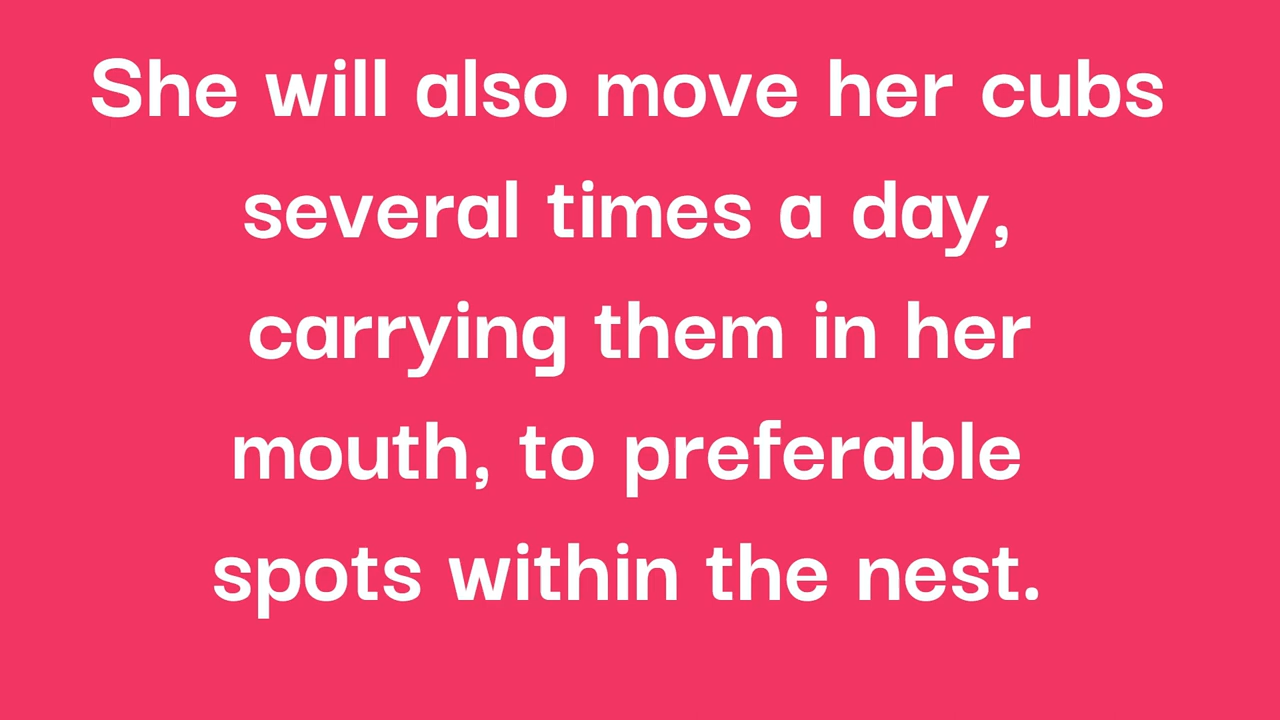 She will also move her cubs
several times a day,
carrying them in her
mouth, to preferable
spots within the nest.